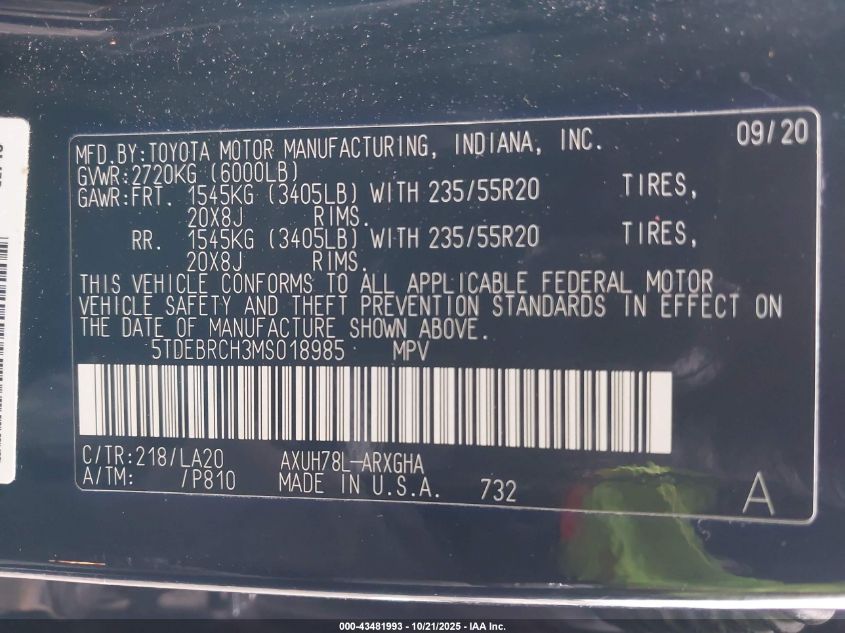 MFD.BY:TOYOTA MOTOR MANUFACTURING, INDIANA, INC. 09/20
GVWR:2720KG (6000LB)
GAWR:FRT. 1545KG (3405LB) WITH 235/55R20 TIRES,
20X8J RIMS.
RR. 1545KG (3405LB) WITH 235/55R20 TIRES,
20X8J RIMS.
THIS VEHICLE CONFORMS TO ALL APPLICABLE FEDERAL MOTOR
VEHICLE SAFETY AND THEFT PREVENTION STANDARDS IN EFFECT ON
THE DATE OF MANUFACTURE SHOWN ABOVE.
5TDEBRCH3MS018985 MPV
C/TR:218/LA20 AXUH78L-ARXGHA
A/TM: /P810 MADE IN U.S.A. 732 A
000-43481993 - 10/21/2025 - IAA Inc.